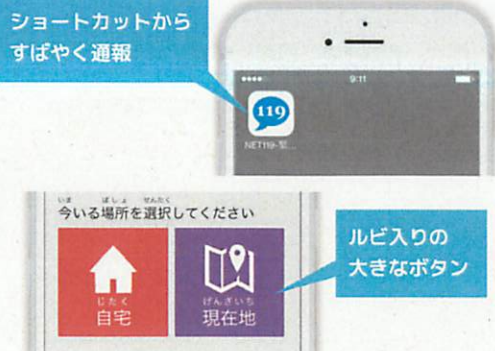 ショートカットから
すばやく通報
9:11
119
NET119-緊...
いま ばしょ せんたく
今いる場所を選択してください
じたく
自宅
げんざいち
現在地
ルビ入りの
大きなボタン